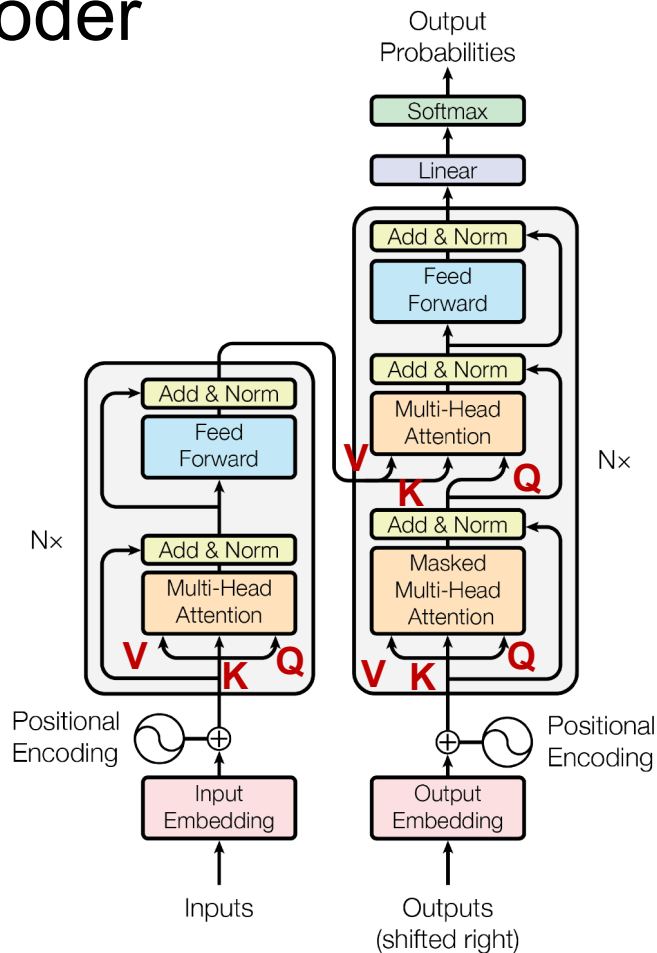 oder
Output
Probabilities
Softmax
Linear
Add & Norm
Feed
Forward
Add & Norm
Multi-Head
Attention
V
K
Q
N×
Add & Norm
Masked
Multi-Head
Attention
V
K
Q
Add & Norm
Feed
Forward
N×
Add & Norm
Multi-Head
Attention
V
K
Q
Positional
Encoding
Positional
Encoding
Input
Embedding
Output
Embedding
Inputs
Outputs
(shifted right)